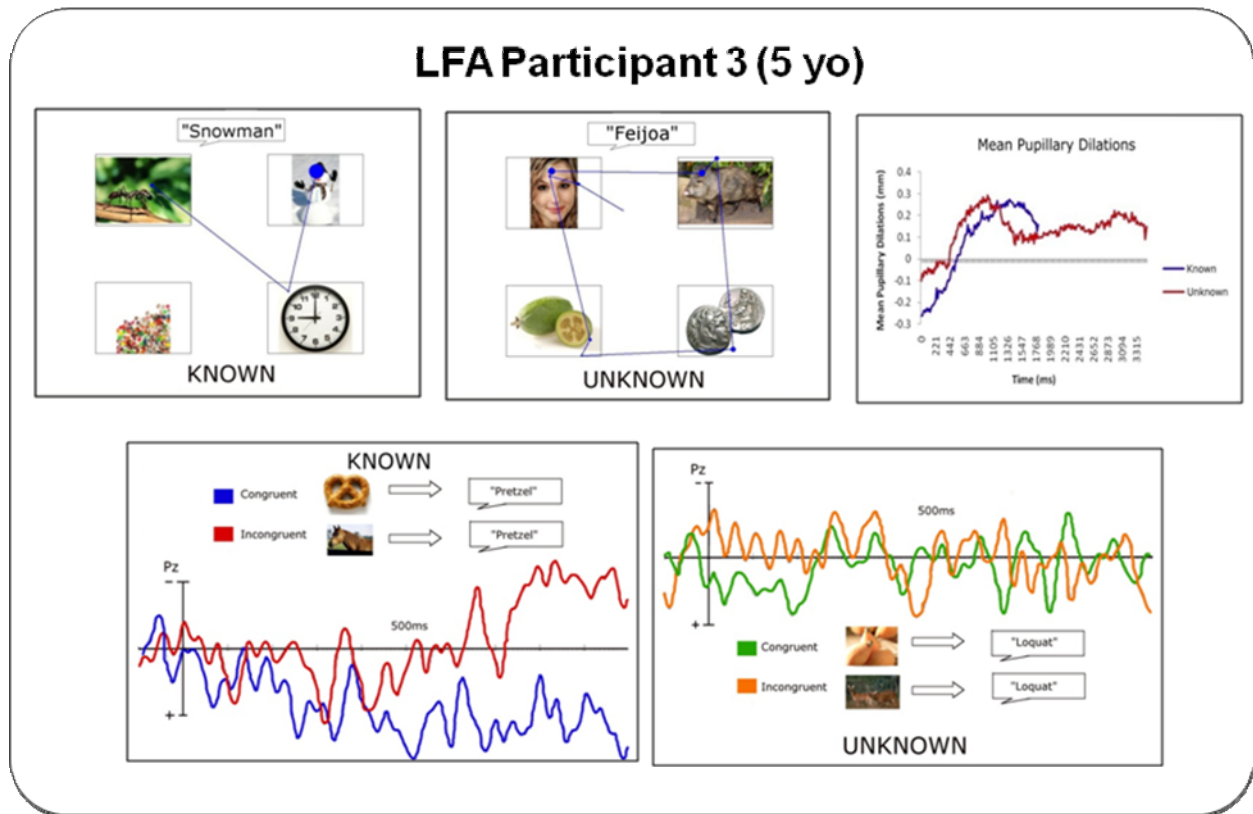 LFA Participant 3 (5 yo)
"Snowman"
KNOWN
"Feijoa"
UNKNOWN
Mean Pupillary Dilations
Mean Pupillary Dilations (mm)
0.4
0.3
0.2
0.1
0
-0.1
-0.2
-0.3
0
221
442
663
884
1105
1326
1547
1768
1989
2210
2431
2652
2873
3094
3315
Time (ms)
Known
Unknown
KNOWN
Congruent
"Pretzel"
Incongruent
"Pretzel"
Pz
-
500ms
+
Pz
-
500ms
+
Congruent
"Loquat"
Incongruent
"Loquat"
UNKNOWN